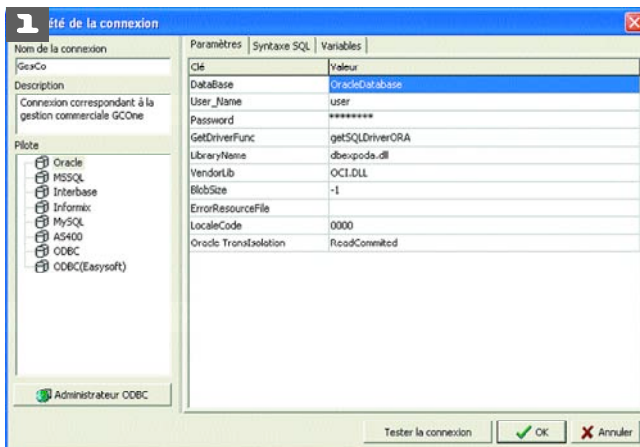 1
été de la connexion
Nom de la connexion
GesCo
Description
Connexion correspondant à la
gestion commerciale GCOne
Pilote
Oracle
MSSQL
Interbase
Informix
MySQL
AS400
ODBC
ODBC(Easysoft)
Administrateur ODBC
Paramètres Syntaxe SQL Variables
Clé Valeur
DataBase OracleDatabase
User_Name user
Password ********
GetDriverFunc getSQLDriverORA
LibraryName dbexpoda.dll
VendorLib OCI.DLL
BlobSize -1
ErrorResourceFile
LocaleCode 0000
Oracle TransIsolation ReadCommited
Tester la connexion OK Annuler